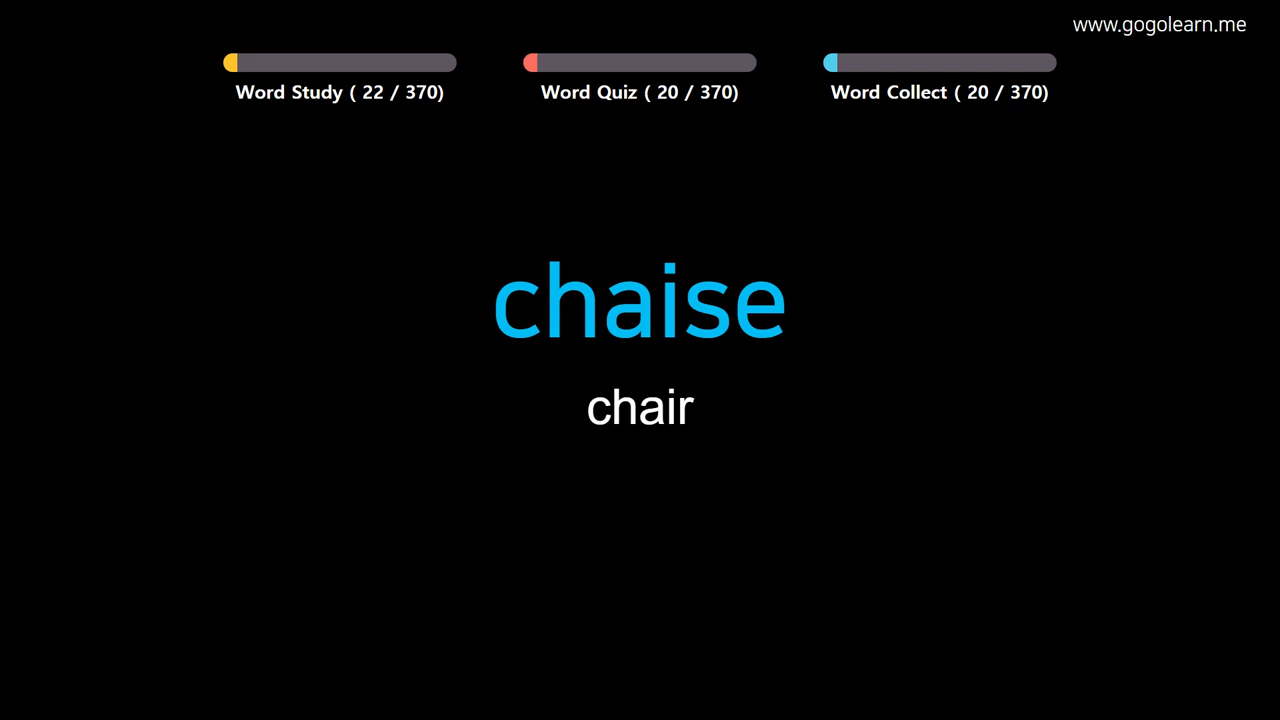 www.gogolearn.me
Word Study ( 22 / 370)
Word Quiz ( 20 / 370)
Word Collect ( 20 / 370)
chaise
chair